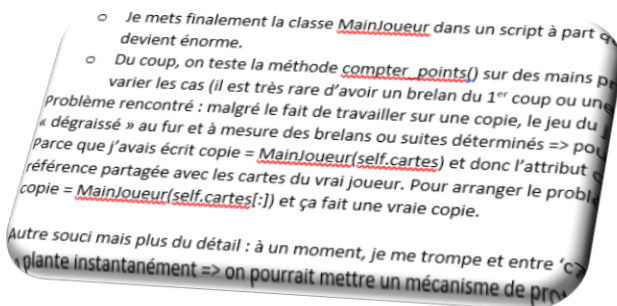 Je mets finalement la classe MainJoueur dans un script à part
devient énorme.
Du coup, on teste la méthode compter_points() sur des mains
varier les cas (il est très rare d'avoir un brelan du 1er coup ou une
Problème rencontré : malgré le fait de travailler sur une copie, le jeu du
« dégraissé » au fur et à mesure des brelans ou suites déterminés =>
Parce que j'avais écrit copie = MainJoueur(self.cartes) et donc l'attribut
référence partagée avec les cartes du vrai joueur. Pour arranger le
copie = MainJoueur(self.cartes[:]) et ça fait une vraie copie.
Autre souci mais plus du détail : à un moment, je me trompe et entre
plante instantanément => on pourrait mettre un mécanisme de